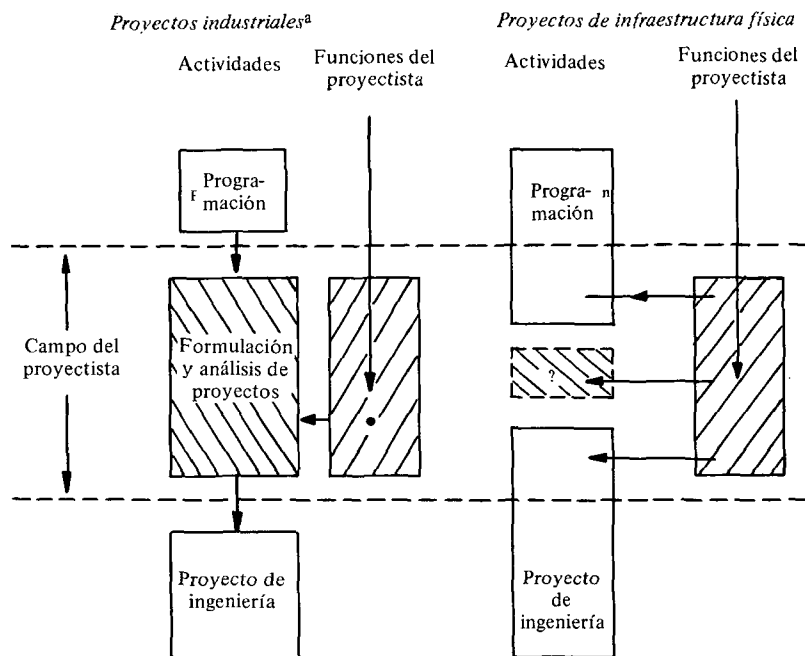 Proyectos industrialesª
Proyectos de infraestructura física
Actividades
Funciones del
proyectista
Actividades
Funciones del
proyectista
Progra-
mación
Progra-
mación
Campo del
proyectista
Formulación
y análisis de
proyectos
?
Proyecto de
ingeniería
Proyecto
de
ingeniería